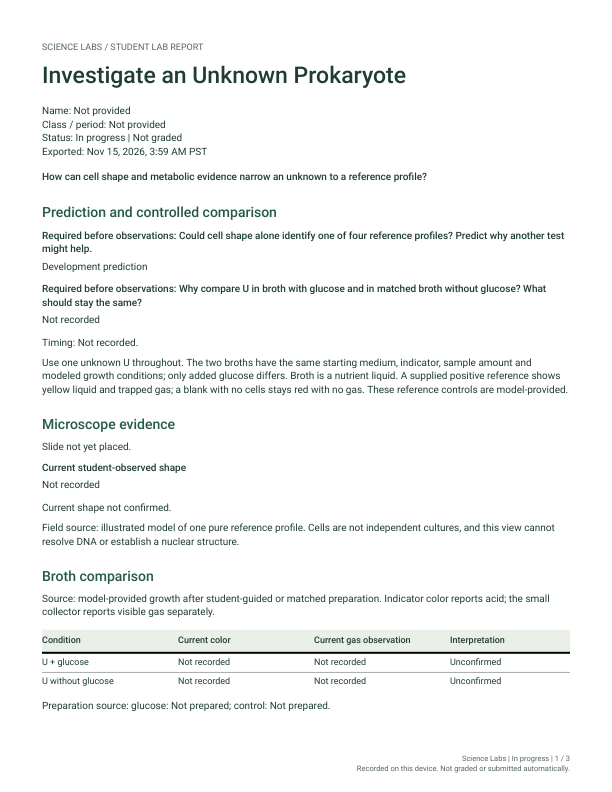 SCIENCE LABS / STUDENT LAB REPORT
Investigate an Unknown Prokaryote
Name: Not provided
Class / period: Not provided
Status: In progress | Not graded
Exported: Nov 15, 2026, 3:59 AM PST
How can cell shape and metabolic evidence narrow an unknown to a reference profile?
Prediction and controlled comparison
Required before observations: Could cell shape alone identify one of four reference profiles? Predict why another test
might help.
Development prediction
Required before observations: Why compare U in broth with glucose and in matched broth without glucose? What
should stay the same?
Not recorded
Timing: Not recorded.
Use one unknown U throughout. The two broths have the same starting medium, indicator, sample amount and
modeled growth conditions; only added glucose differs. Broth is a nutrient liquid. A supplied positive reference shows
yellow liquid and trapped gas; a blank with no cells stays red with no gas. These reference controls are model-provided.
Microscope evidence
Slide not yet placed.
Current student-observed shape
Not recorded
Current shape not confirmed.
Field source: illustrated model of one pure reference profile. Cells are not independent cultures, and this view cannot
resolve DNA or establish a nuclear structure.
Broth comparison
Source: model-provided growth after student-guided or matched preparation. Indicator color reports acid; the small
collector reports visible gas separately.
Condition Current color Current gas observation Interpretation
U + glucose Not recorded Not recorded Unconfirmed
U without glucose Not recorded Not recorded Unconfirmed
Preparation source: glucose: Not prepared; control: Not prepared.
Science Labs | In progress | 1 / 3
Recorded on this device. Not graded or submitted automatically.